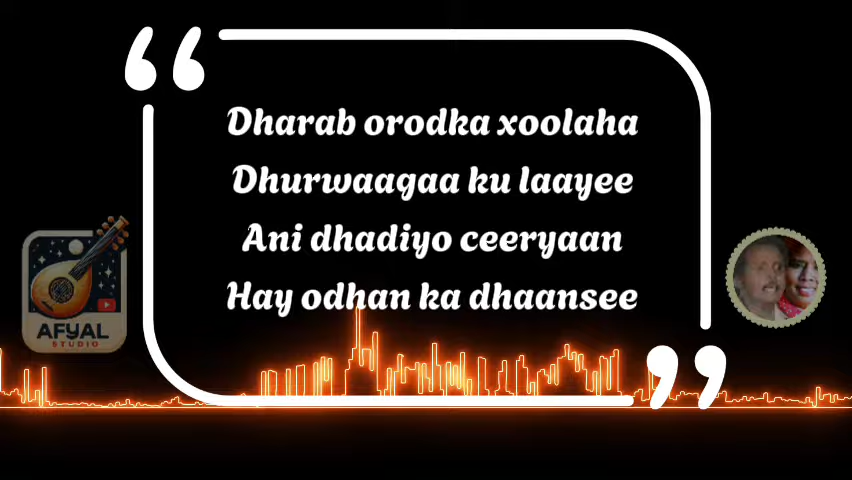 Dharab orodka xoolaha
Dhurwaagaa ku laayee
Ani dhadiyo ceeryaan
Hay odhan ka dhaansee
AFYAL
STUDIO